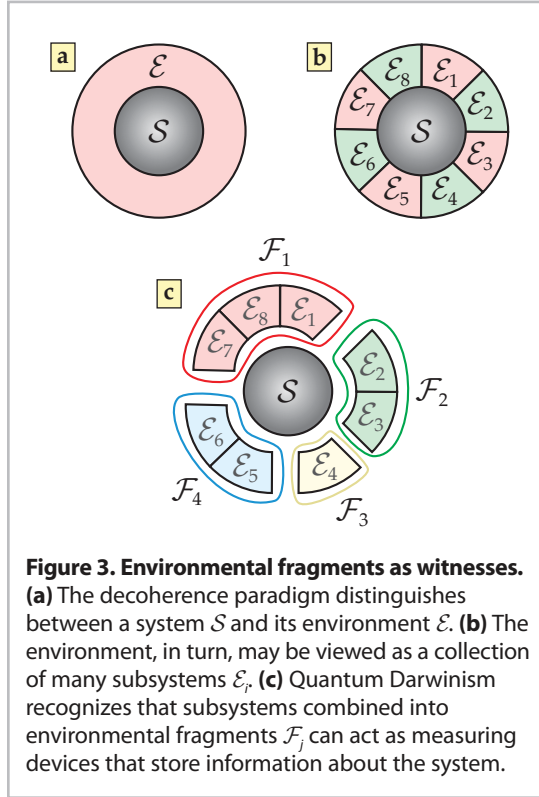 a
ℰ
𝒮
b
ℰ₈ ℰ₁
ℰ₇ ℰ₂
𝒮
ℰ₆ ℰ₃
ℰ₅ ℰ₄
c
ℱ₁
ℰ₇ ℰ₈ ℰ₁
ℰ₂
ℰ₃
ℱ₂
𝒮
ℰ₆
ℰ₅
ℱ₄
ℰ₄
ℱ₃
Figure 3. Environmental fragments as witnesses.
(a) The decoherence paradigm distinguishes
between a system 𝒮 and its environment ℰ. (b) The
environment, in turn, may be viewed as a collection
of many subsystems ℰᵢ. (c) Quantum Darwinism
recognizes that subsystems combined into
environmental fragments ℱⱼ can act as measuring
devices that store information about the system.